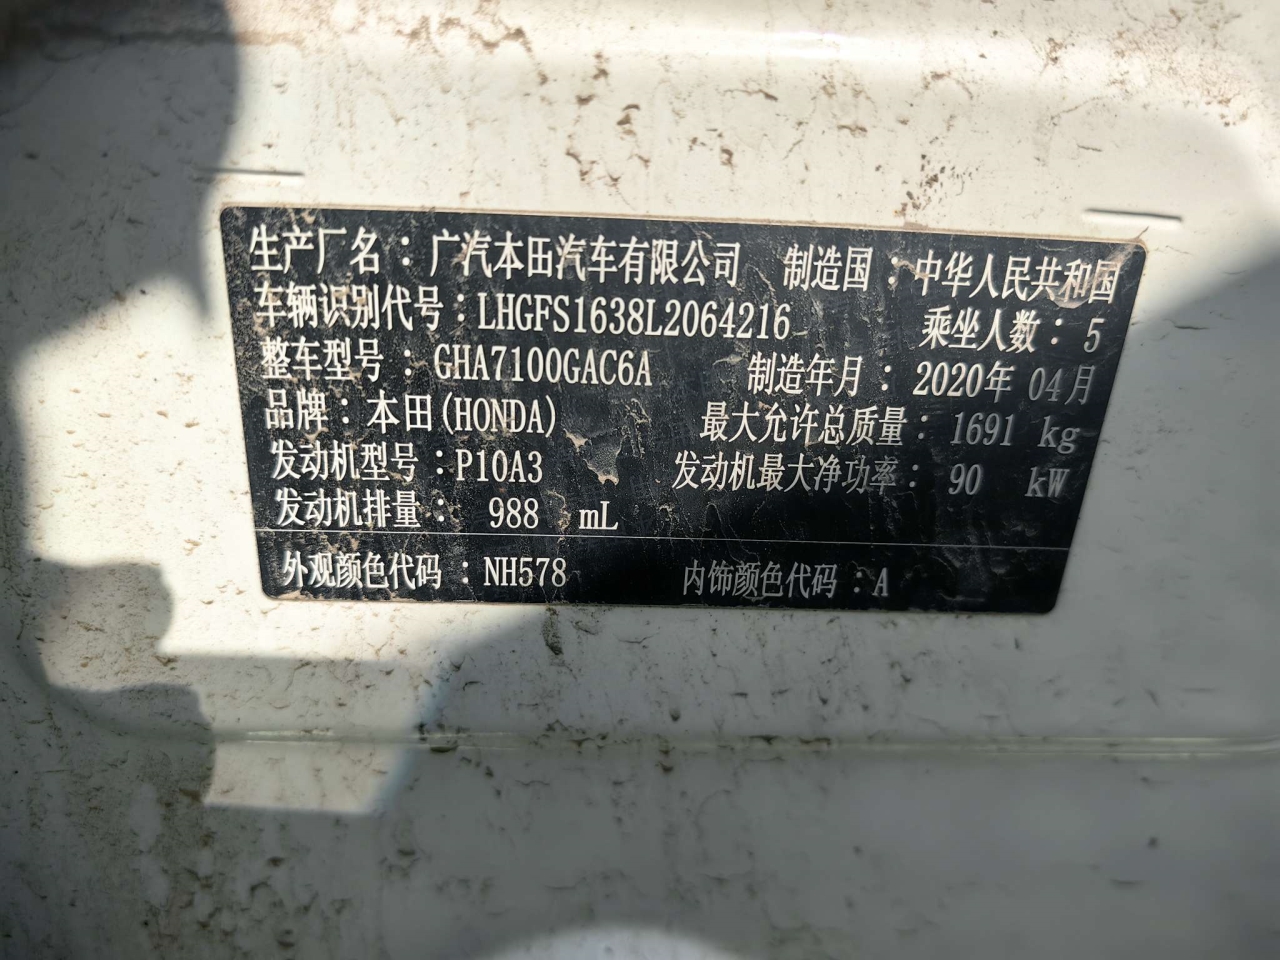 生产厂名：广汽本田汽车有限公司 制造国：中华人民共和国
车辆识别代号：LHGFS1638L2064216 乘坐人数：5
整车型号：GHA7100GAC6A 制造年月：2020年 04月
品牌：本田(HONDA) 最大允许总质量：1691 kg
发动机型号：P10A3 发动机最大净功率：90 kW
发动机排量：988 mL
外观颜色代码：NH578 内饰颜色代码：A